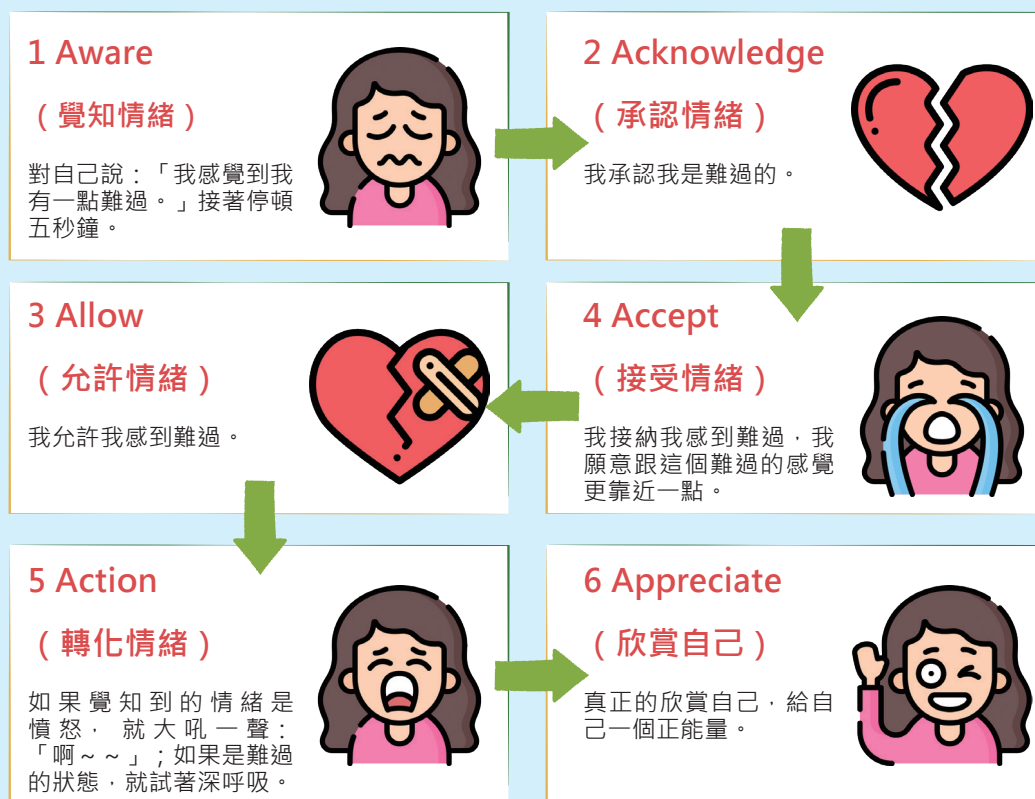 1 Aware
（覺知情緒）
對自己說：「我感覺到我
有一點難過。」接著停頓
五秒鐘。
2 Acknowledge
（承認情緒）
我承認我是難過的。
3 Allow
（允許情緒）
我允許我感到難過。
4 Accept
（接受情緒）
我接納我感到難過，我
願意跟這個難過的感覺
更靠近一點。
5 Action
（轉化情緒）
如果覺知到的情緒是
憤怒，就大吼一聲：
「啊～～」；如果是難過
的狀態，就試著深呼吸。
6 Appreciate
（欣賞自己）
真正的欣賞自己，給自
己一個正能量。